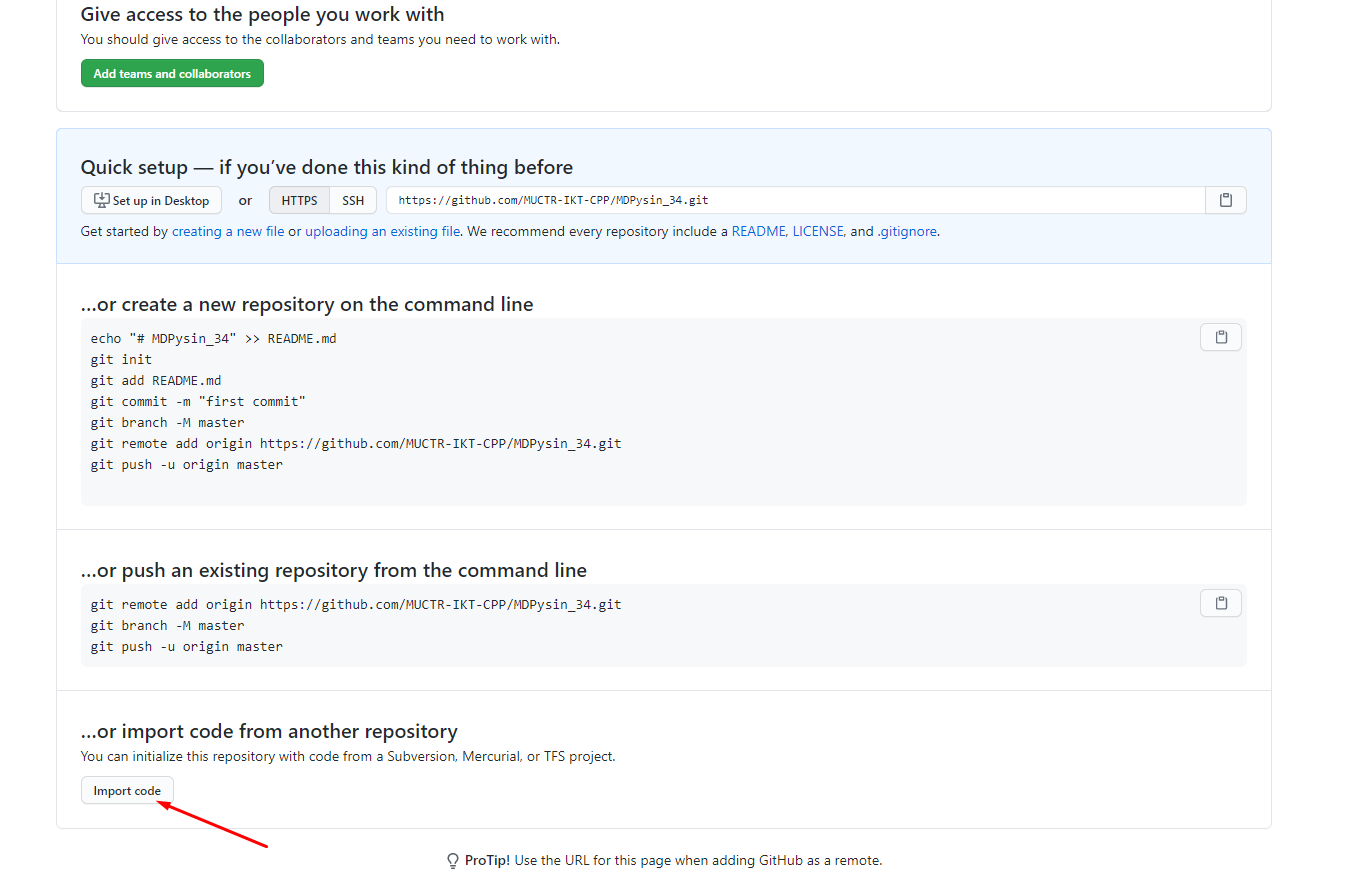 Give access to the people you work with
You should give access to the collaborators and teams you need to work with.
Add teams and collaborators
Quick setup — if you’ve done this kind of thing before
Set up in Desktop or HTTPS SSH https://github.com/MUCTR-IKT-CPP/MDPysin_34.git
Get started by creating a new file or uploading an existing file. We recommend every repository include a README, LICENSE, and .gitignore.
…or create a new repository on the command line
echo "# MDPysin_34" >> README.md
git init
git add README.md
git commit -m "first commit"
git branch -M master
git remote add origin https://github.com/MUCTR-IKT-CPP/MDPysin_34.git
git push -u origin master
…or push an existing repository from the command line
git remote add origin https://github.com/MUCTR-IKT-CPP/MDPysin_34.git
git branch -M master
git push -u origin master
…or import code from another repository
You can initialize this repository with code from a Subversion, Mercurial, or TFS project.
Import code
ProTip! Use the URL for this page when adding GitHub as a remote.